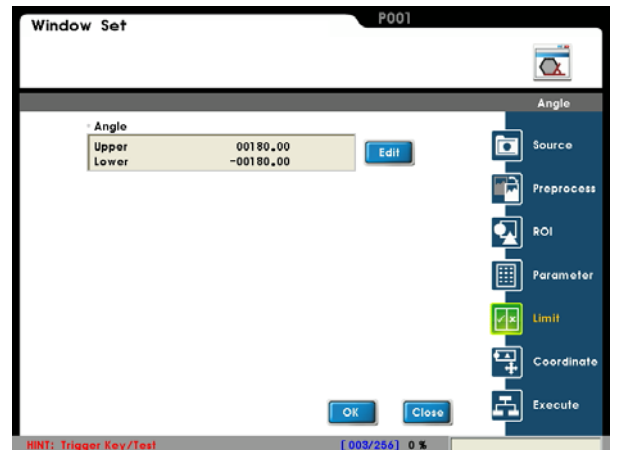 Window Set
P001
Angle
Angle
Upper 00180.00
Lower -00180.00
Edit
Source
Preprocess
ROI
Parameter
Limit
Coordinate
Execute
OK
Close
HINT: Trigger Key/Test
[003/256] 0 %